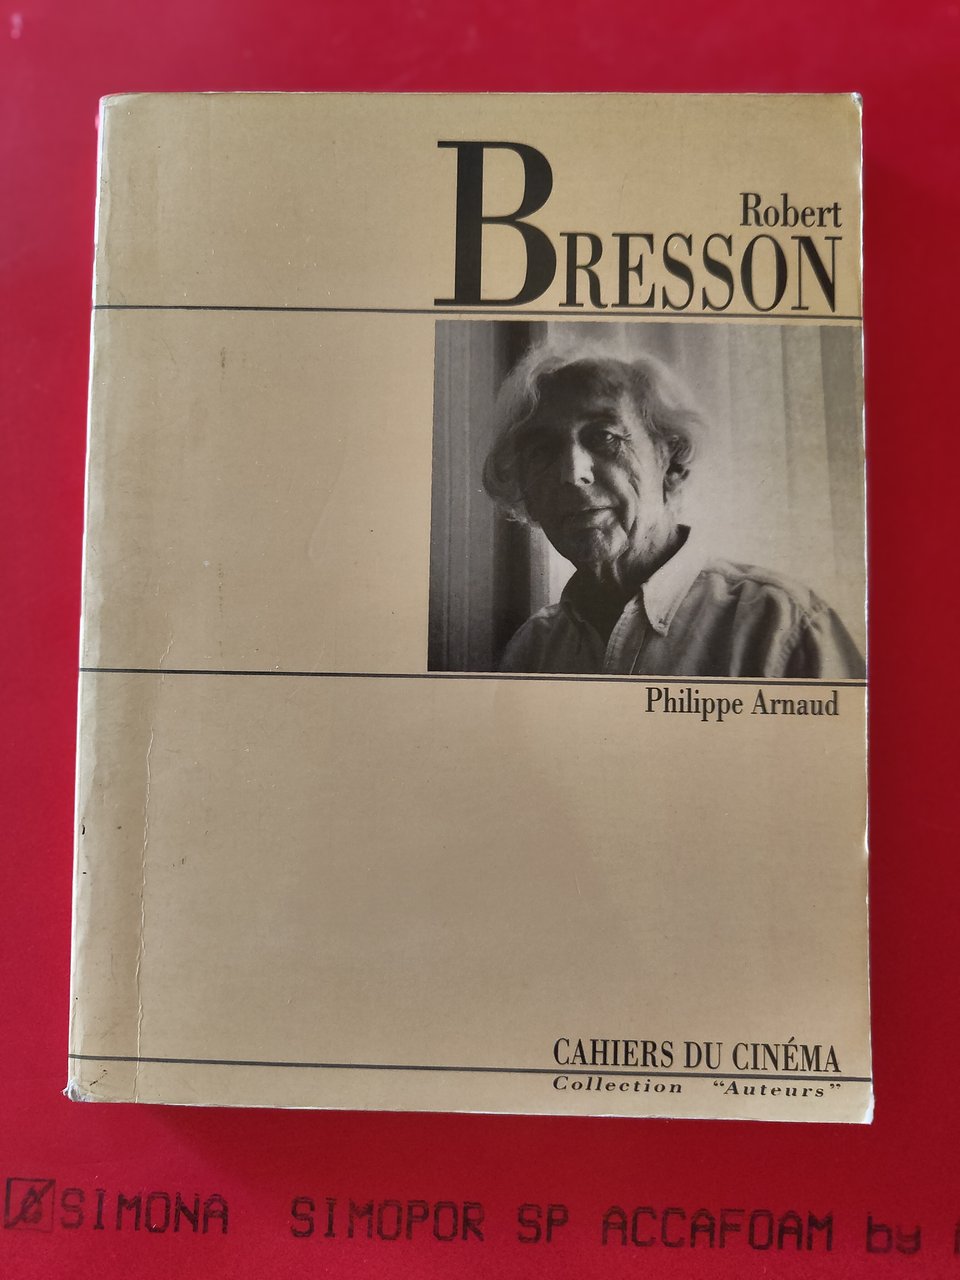 Robert
BRESSON
Philippe Arnaud
CAHIERS DU CINÉMA
Collection “Auteurs”
SIMONA SIMOPOR SP ACCAFOAM by